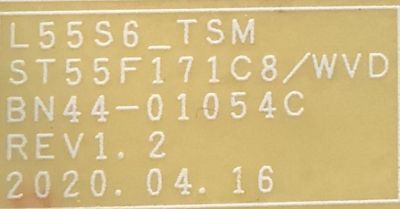 L55S6_TSM
ST55F171C8/WVD
BN44-01054C
REV1.2
2020.04.16